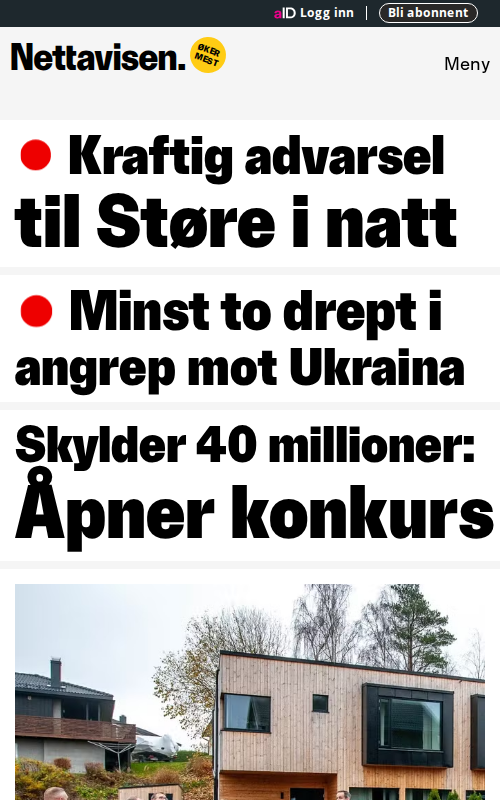 aID Logg inn
Bli abonnent
Nettavisen.
ØKER
MEST
Meny
Kraftig advarsel
til Støre i natt
Minst to drept i
angrep mot Ukraina
Skylder 40 millioner:
Åpner konkurs